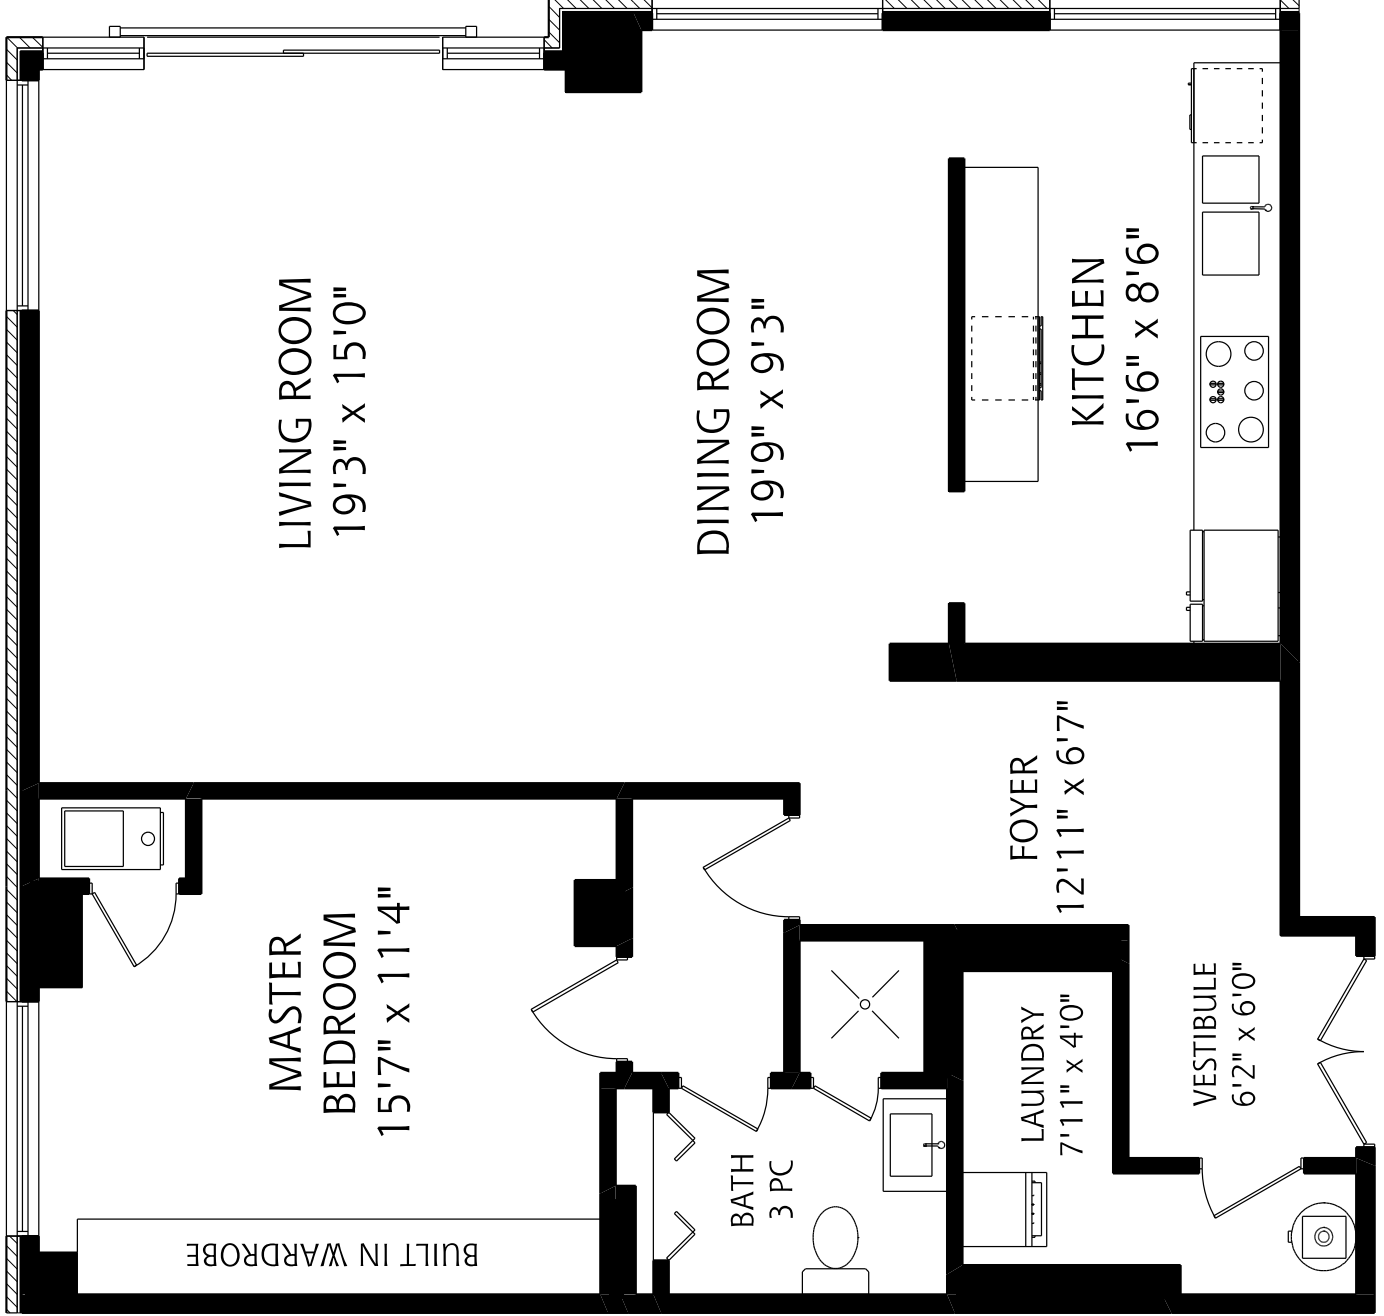 LIVING ROOM
19'3" x 15'0"
DINING ROOM
19'9" x 9'3"
KITCHEN
16'6" x 8'6"
FOYER
12'11" x 6'7"
MASTER
BEDROOM
15'7" x 11'4"
BUILT IN WARDROBE
BATH
3 PC
LAUNDRY
7'11" x 4'0"
VESTIBULE
6'2" x 6'0"